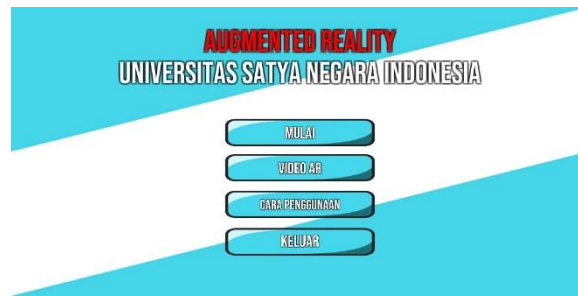 AUGMENTED REALITY
UNIVERSITAS SATYA NEGARA INDONESIA
MULAI
VIDEO AR
CARA PENGGUNAAN
KELUAR